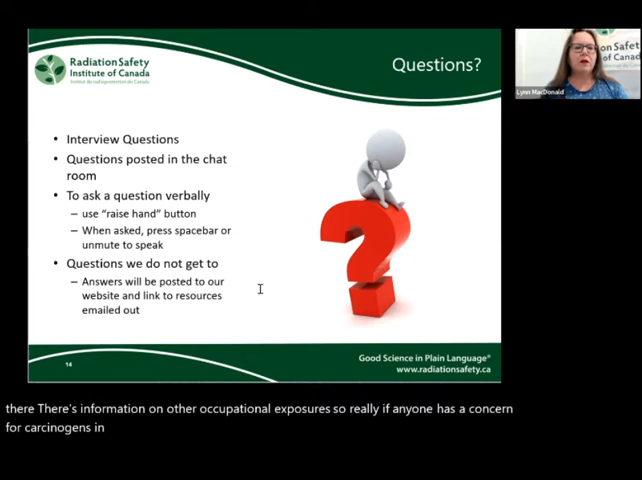 Radiation Safety
Institute of Canada
Institut de radioprotection du Canada
Questions?
• Interview Questions
• Questions posted in the chat
room
• To ask a question verbally
– use “raise hand” button
– When asked, press spacebar or
unmute to speak
• Questions we do not get to
– Answers will be posted to our
website and link to resources
emailed out
14
Good Science in Plain Language®
www.radiationsafety.ca
Lynn MacDonald
there There's information on other occupational exposures so really if anyone has a concern
for carcinogens in